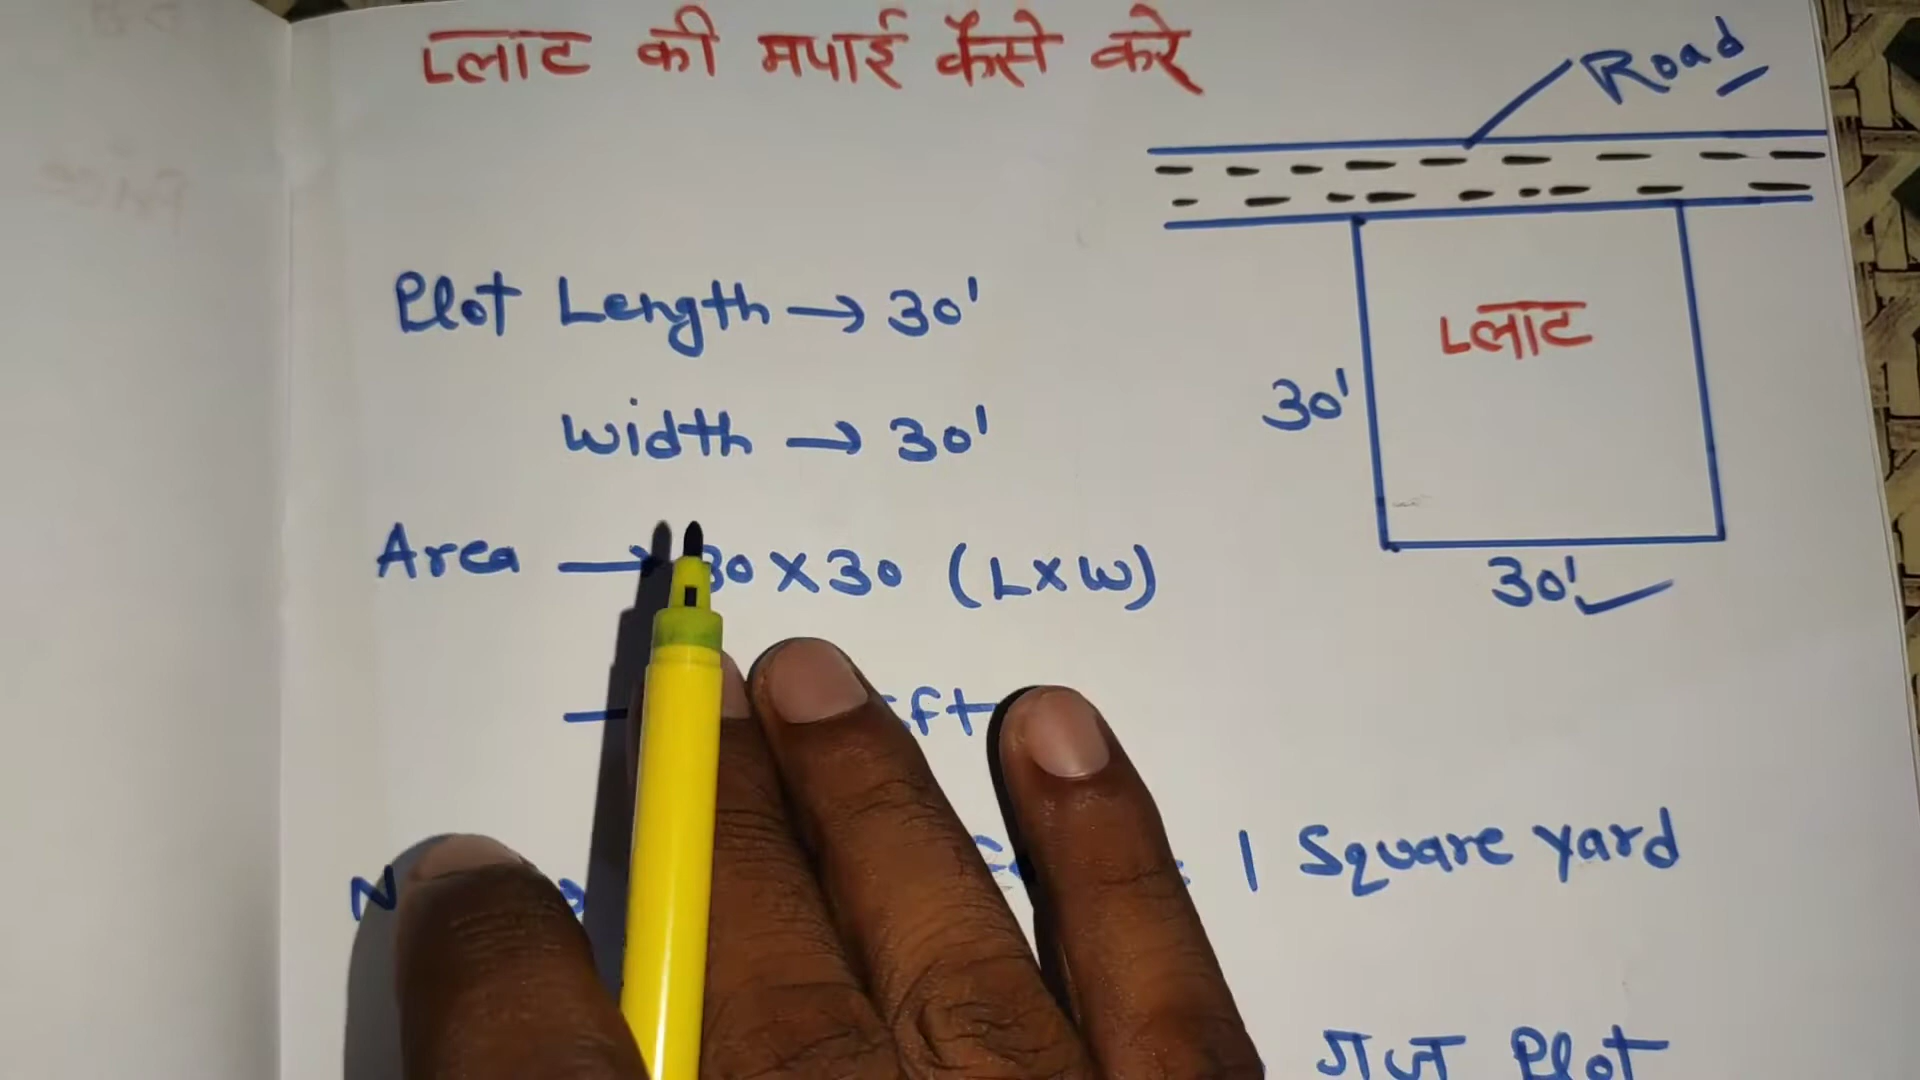 प्लाट की मपाई कैसे करे
Road
Plot Length → 30'
Width → 30'
Area → 30 X 30 (L X W)
प्लाट
30'
30'
1 Square Yard
गज Plot